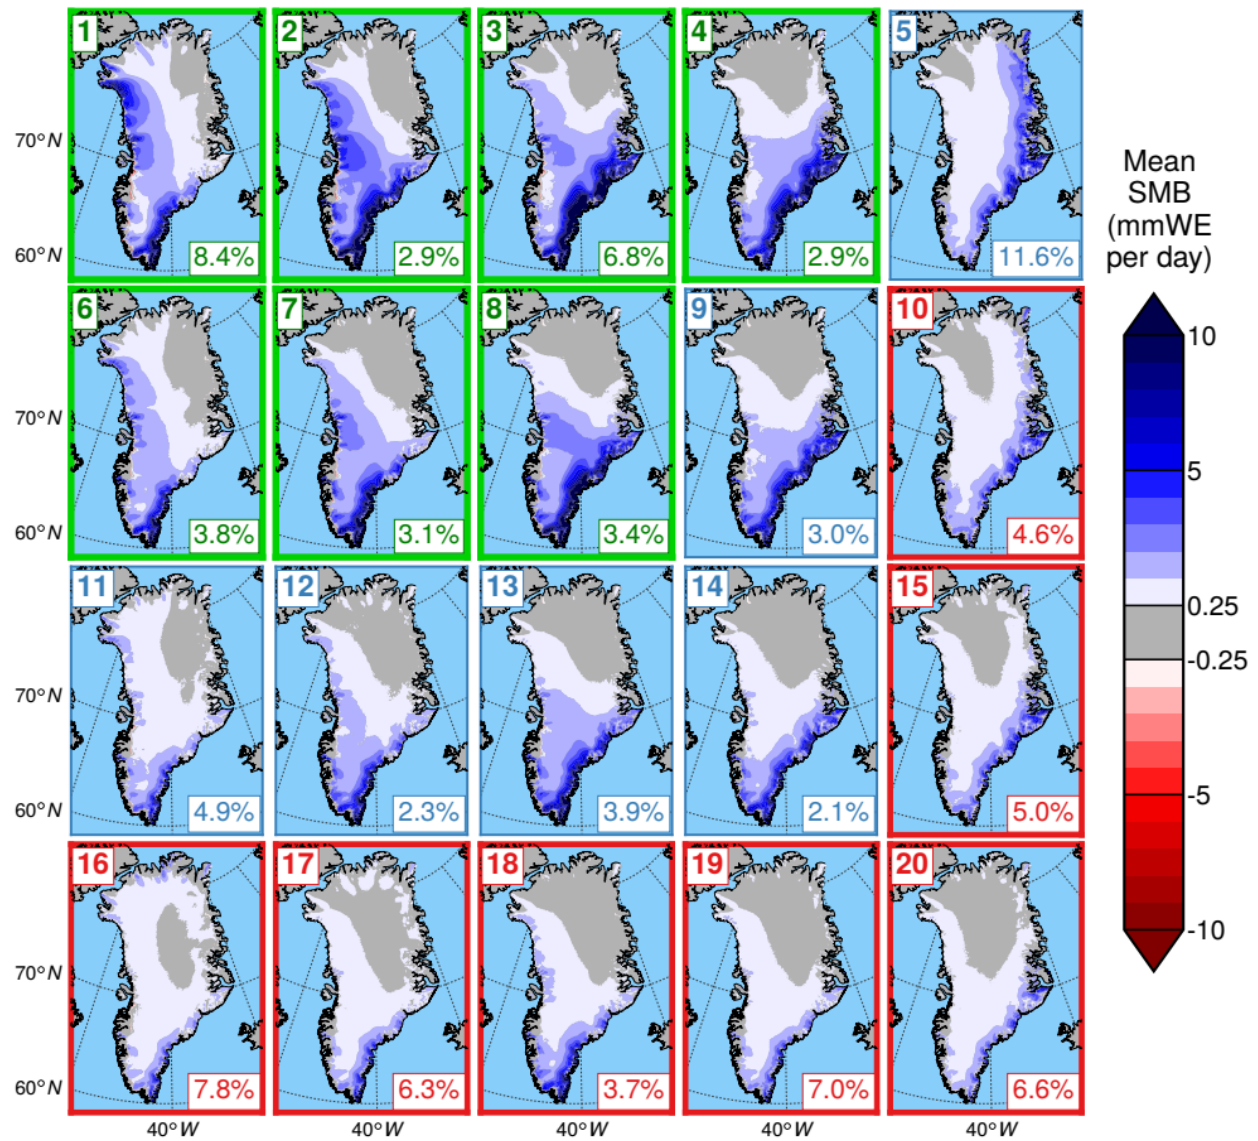 1 2 3 4 5
70°N
60°N
8.4% 2.9% 6.8% 2.9% 11.6%
6 7 8 9 10
70°N
60°N
3.8% 3.1% 3.4% 3.0% 4.6%
11 12 13 14 15
70°N
60°N
4.9% 2.3% 3.9% 2.1% 5.0%
16 17 18 19 20
70°N
60°N
7.8% 6.3% 3.7% 7.0% 6.6%
40°W 40°W 40°W 40°W 40°W
Mean
SMB
(mmWE
per day)
10
5
0.25
-0.25
-5
-10